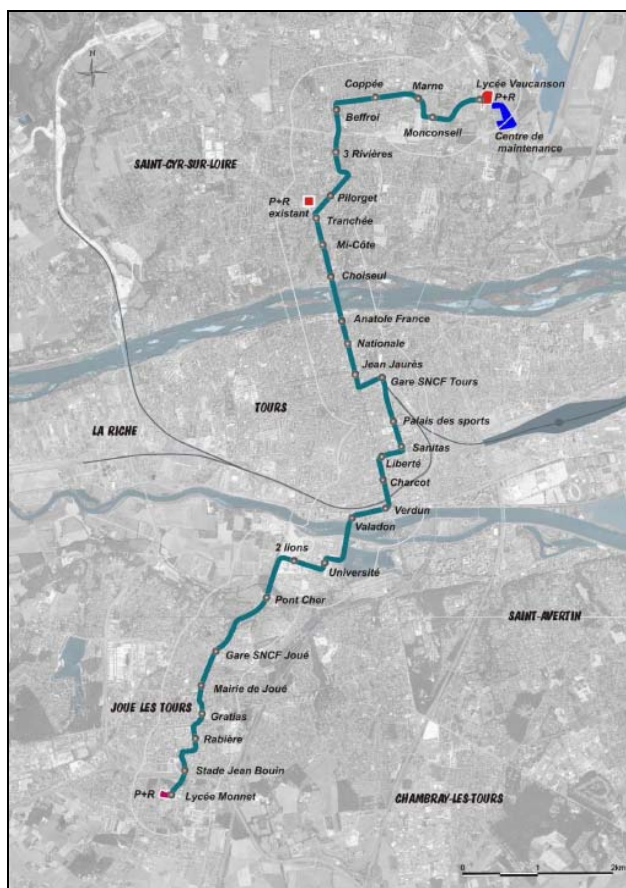 N
Coppée
Marne
Lycée Vaucanson
P+R
Beffroi
Monconseil
Centre de
maintenance
3 Rivières
SAINT-CYR-SUR-LOIRE
Pilorget
P+R
existant
Tranchée
Mi-Côte
Choiseul
Anatole France
Nationale
Jean Jaurès
Gare SNCF Tours
TOURS
Palais des sports
LA RICHE
Sanitas
Liberté
Charcot
Verdun
Valadon
2 lions
Université
Pont Cher
SAINT-AVERTIN
Gare SNCF Joué
Mairie de Joué
JOUE LES TOURS
Gratias
Rabière
Stade Jean Bouin
P+R
Lycée Monnet
CHAMBRAY-LES-TOURS
0 1 2km